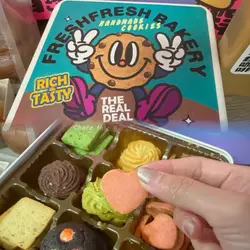 FRESHFRESH BAKERY
HANDMADE
COOKIES
RICH
TASTY
THE REAL
DEAL